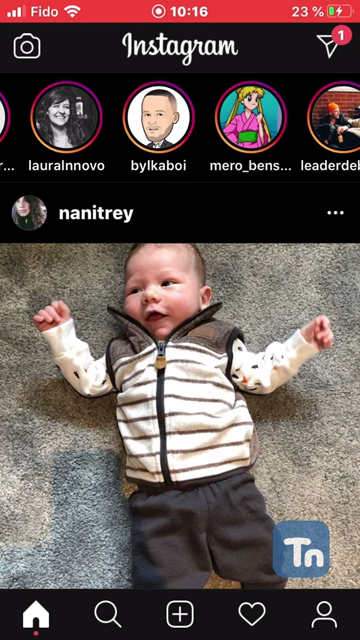 Fido 10:16 23 %
Instagram
1
r... lauralnnovo bylkaboi mero_bens... leaderdel
nanitrey
Tn